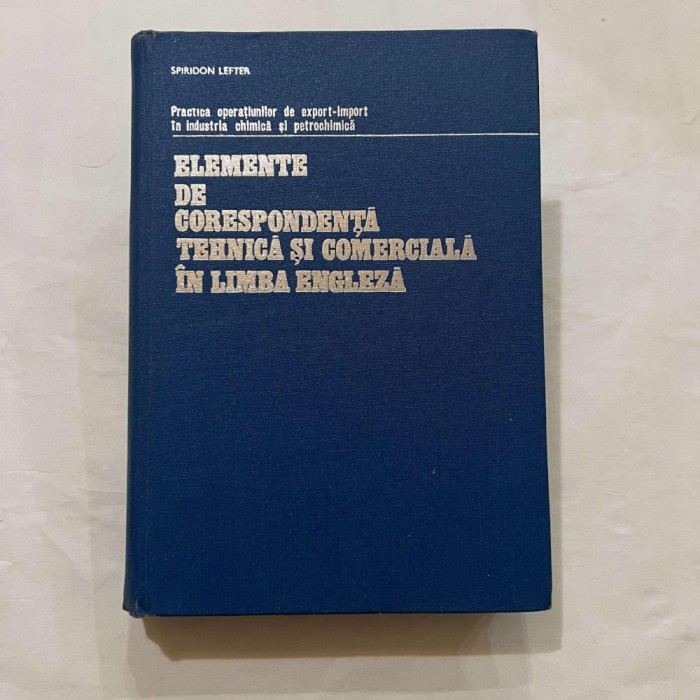 SPIRIDON LEFTER
Practica operațiunilor de export-import
în industria chimică și petrochimică
ELEMENTE
DE
CORESPONDENȚĂ
TEHNICĂ ȘI COMERCIALĂ
ÎN LIMBA ENGLEZĂ